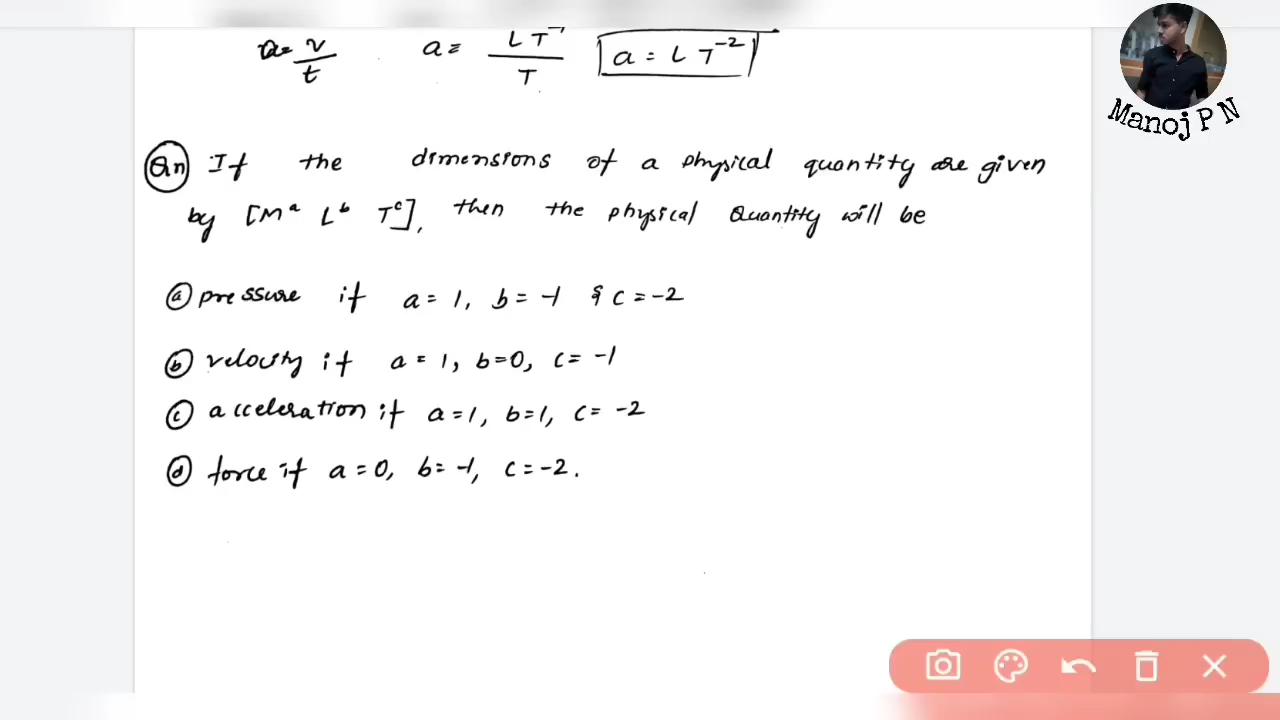 a = v/t   a =   L T⁻¹/T   a = L T⁻²
Manoj P N
Qn If the dimensions of a physical quantity are given
by [Mᵃ Lᵇ Tᶜ], then the physical Quantity will be
(a) pressure if a = 1, b = -1 & c = -2
(b) velocity if a = 1, b = 0, c = -1
(c) acceleration if a = 1, b = 1, c = -2
(d) force if a = 0, b = -1, c = -2.